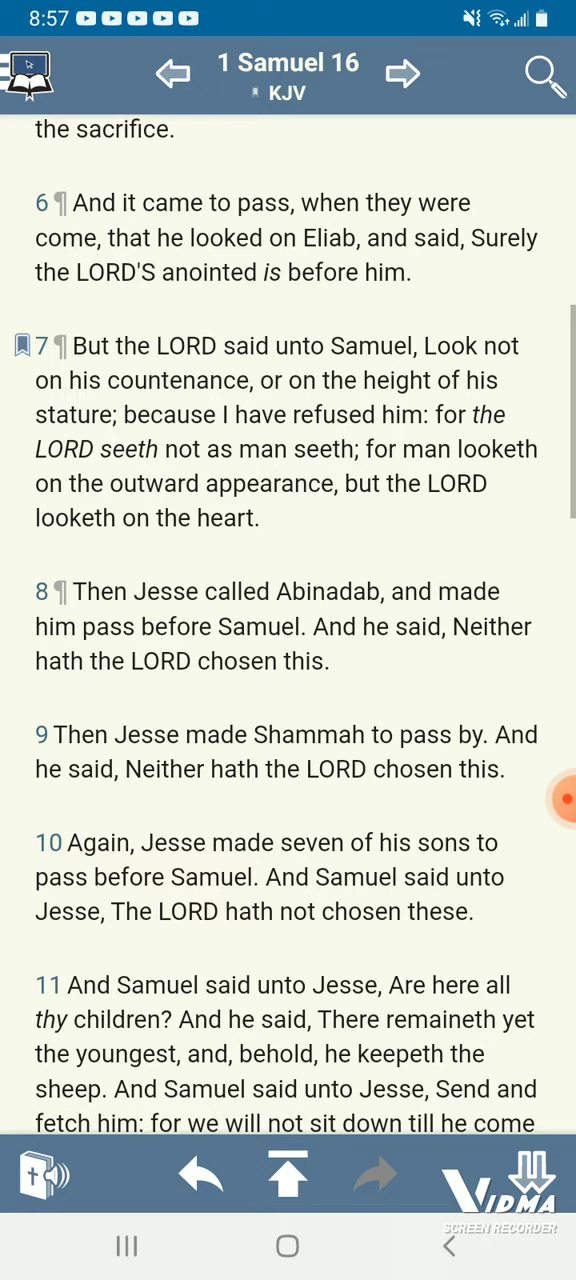 8:57
1 Samuel 16
KJV
the sacrifice.
6 ¶ And it came to pass, when they were
come, that he looked on Eliab, and said, Surely
the LORD'S anointed is before him.
7 ¶ But the LORD said unto Samuel, Look not
on his countenance, or on the height of his
stature; because I have refused him: for the
LORD seeth not as man seeth; for man looketh
on the outward appearance, but the LORD
looketh on the heart.
8 ¶ Then Jesse called Abinadab, and made
him pass before Samuel. And he said, Neither
hath the LORD chosen this.
9 Then Jesse made Shammah to pass by. And
he said, Neither hath the LORD chosen this.
10 Again, Jesse made seven of his sons to
pass before Samuel. And Samuel said unto
Jesse, The LORD hath not chosen these.
11 And Samuel said unto Jesse, Are here all
thy children? And he said, There remaineth yet
the youngest, and, behold, he keepeth the
sheep. And Samuel said unto Jesse, Send and
fetch him: for we will not sit down till he come
VIDMA
SCREEN RECORDER